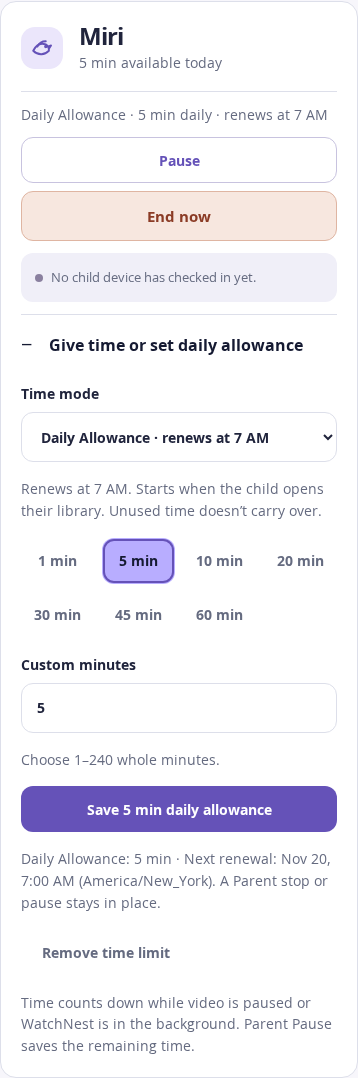 Miri
5 min available today
Daily Allowance · 5 min daily · renews at 7 AM
Pause
End now
No child device has checked in yet.
– Give time or set daily allowance
Time mode
Daily Allowance · renews at 7 AM
Renews at 7 AM. Starts when the child opens
their library. Unused time doesn’t carry over.
1 min 5 min 10 min 20 min
30 min 45 min 60 min
Custom minutes
5
Choose 1–240 whole minutes.
Save 5 min daily allowance
Daily Allowance: 5 min · Next renewal: Nov 20,
7:00 AM (America/New_York). A Parent stop or
pause stays in place.
Remove time limit
Time counts down while video is paused or
WatchNest is in the background. Parent Pause
saves the remaining time.